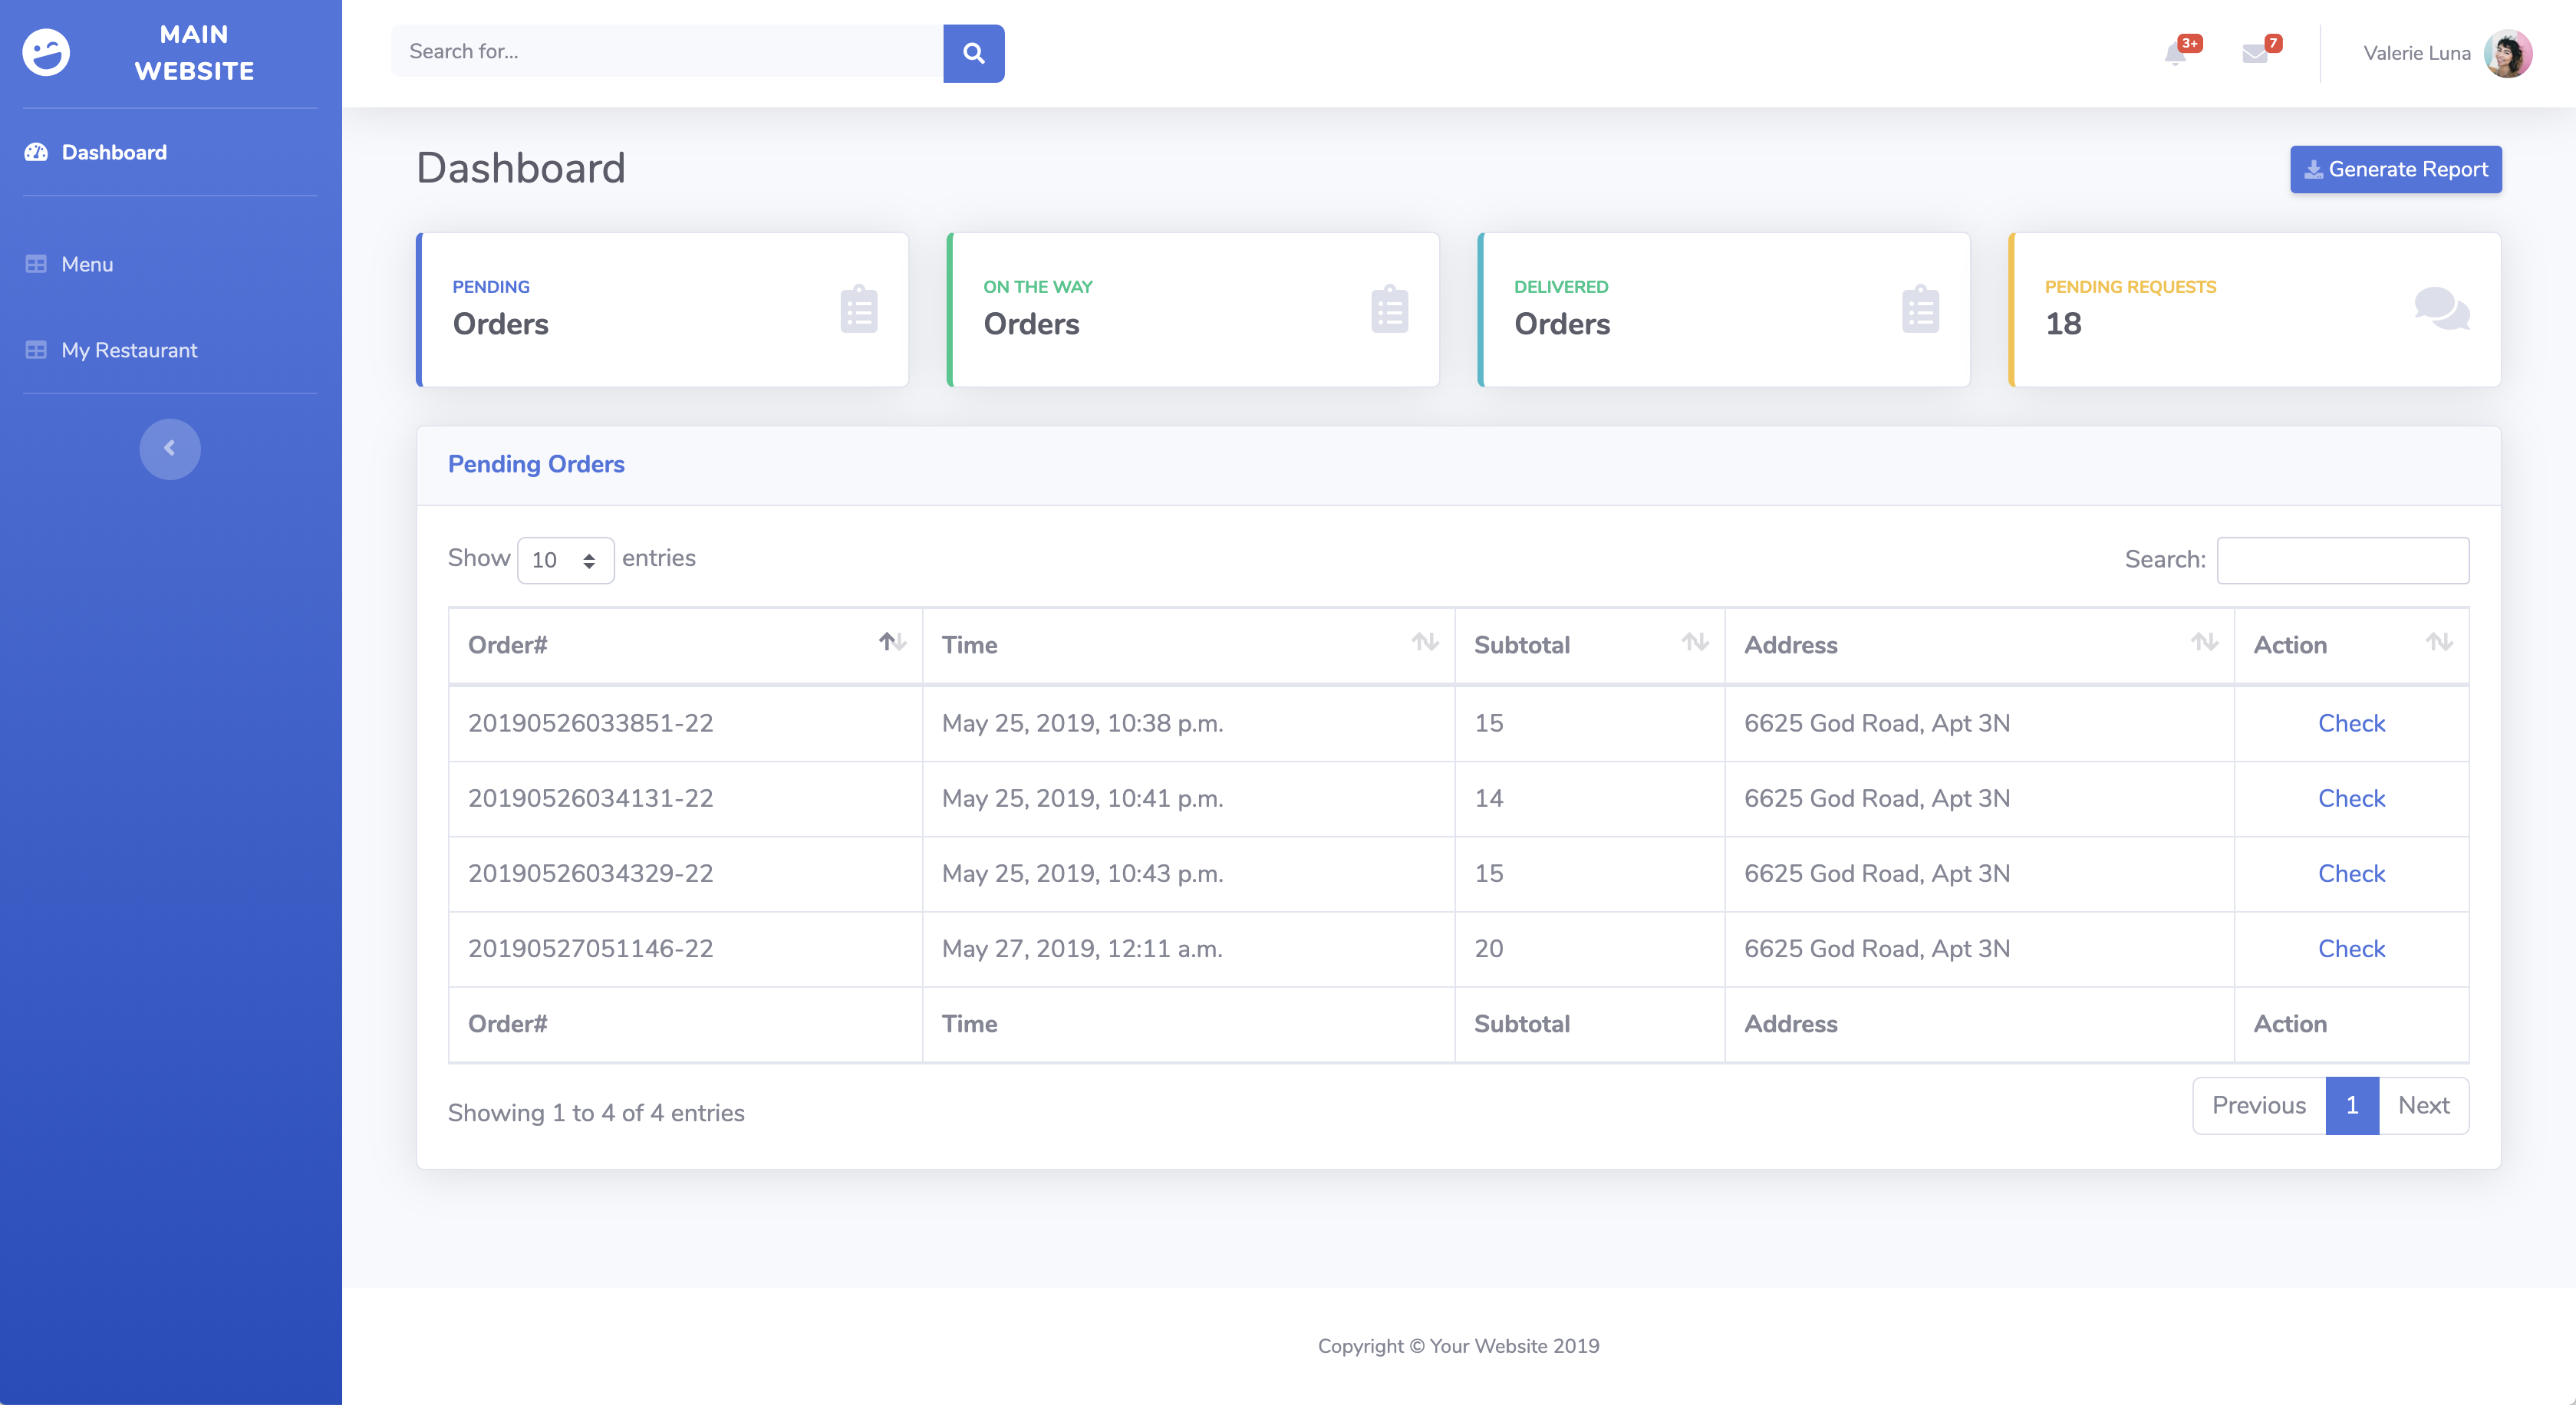 MAIN
WEBSITE
Dashboard
Menu
My Restaurant
Search for...
3+
7
Valerie Luna
Dashboard
Generate Report
PENDING
Orders
ON THE WAY
Orders
DELIVERED
Orders
PENDING REQUESTS
18
Pending Orders
Show 10 entries
Search:
Order# Time Subtotal Address Action
20190526033851-22 May 25, 2019, 10:38 p.m. 15 6625 God Road, Apt 3N Check
20190526034131-22 May 25, 2019, 10:41 p.m. 14 6625 God Road, Apt 3N Check
20190526034329-22 May 25, 2019, 10:43 p.m. 15 6625 God Road, Apt 3N Check
20190527051146-22 May 27, 2019, 12:11 a.m. 20 6625 God Road, Apt 3N Check
Order# Time Subtotal Address Action
Showing 1 to 4 of 4 entries
Previous 1 Next
Copyright © Your Website 2019